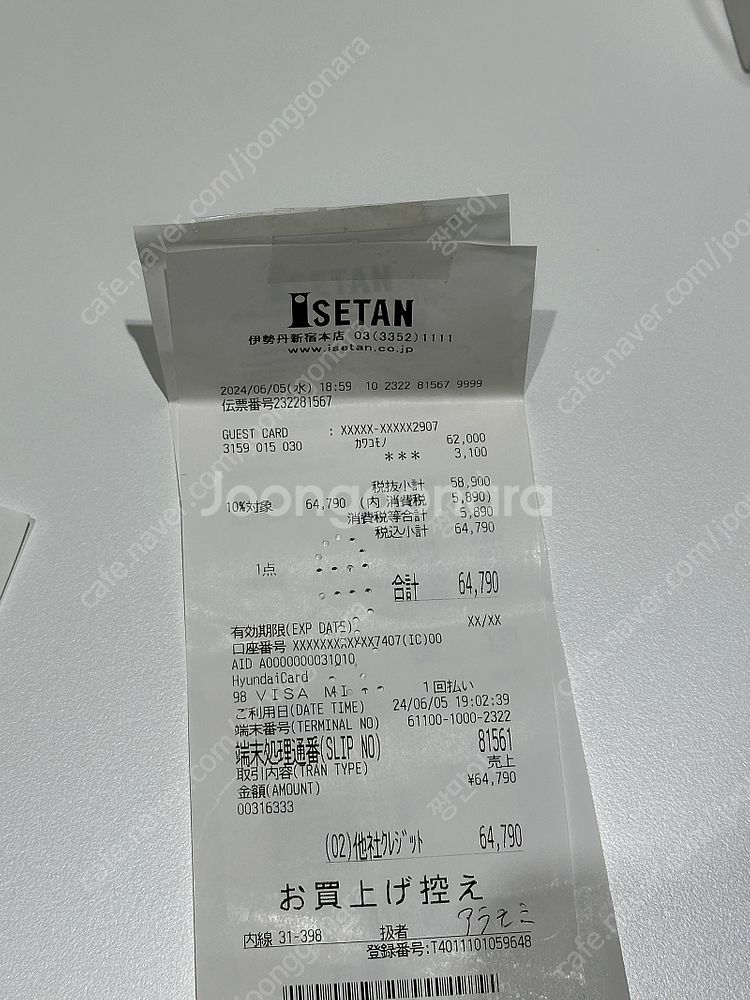 ISETAN
伊勢丹新宿本店 03(3352)1111
www.isetan.co.jp
2024/06/05(水) 18:59 10 2322 81567 9999
伝票番号232281567
GUEST CARD : XXXXX-XXXXX2907
3159 015 030 カワコモノ 62,000
*** 3,100
税抜小計 58,900
10%対象 64,790 (内 消費税 5,890)
消費税等合計 5,890
税込小計 64,790
1点
合計 64,790
有効期限(EXP DATE) XX/XX
口座番号 XXXXXXXXXXXX7407(IC)00
AID A0000000031010
HyundaiCard
98 VISA MI 1回払い
ご利用日(DATE TIME) 24/06/05 19:02:39
端末番号(TERMINAL NO) 61100-1000-2322
端末処理通番(SLIP NO) 81561
取引内容(TRAN TYPE) 売上
金額(AMOUNT) ¥64,790
00316333
(02)他社クレジット 64,790
お買上げ控え
内線 31-398 扱者 アラモミ
登録番号:T4011101059648
Joonggonara
cafe.naver.com/joonggonara
쨍만이